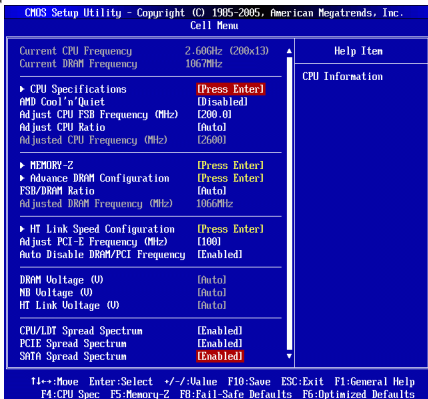 CMOS Setup Utility - Copyright (C) 1985-2005, American Megatrends, Inc.
Cell Menu
Current CPU Frequency 2.60GHz (200x13)
Current DRAM Frequency 1067MHz
Help Item
CPU Information
▶ CPU Specifications [Press Enter]
AMD Cool'n'Quiet [Disabled]
Adjust CPU FSB Frequency (MHz) [200.0]
Adjust CPU Ratio [Auto]
Adjusted CPU Frequency (MHz) [2600]
▶ MEMORY-Z [Press Enter]
▶ Advance DRAM Configuration [Press Enter]
FSB/DRAM Ratio [Auto]
Adjusted DRAM Frequency (MHz) 1066MHz
▶ HT Link Speed Configuration [Press Enter]
Adjust PCI-E Frequency (MHz) [100]
Auto Disable DRAM/PCI Frequency [Enabled]
DRAM Voltage (V) [Auto]
NB Voltage (V) [Auto]
HT Link Voltage (V) [Auto]
CPU/LDT Spread Spectrum [Enabled]
PCIE Spread Spectrum [Enabled]
SATA Spread Spectrum [Enabled]
↑↓←→:Move Enter:Select +/-/:Value F10:Save ESC:Exit F1:General Help
F4:CPU Spec F5:Memory-Z F8:Fail-Safe Defaults F6:Optimized Defaults